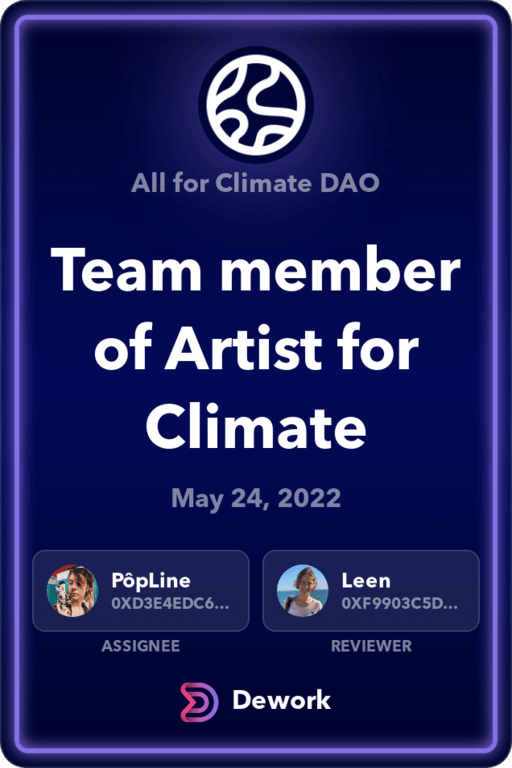 All for Climate DAO
Team member
of Artist for
Climate
May 24, 2022
PôpLine
0XD3E4EDC6...
ASSIGNEE
Leen
0XF9903C5D...
REVIEWER
Dework